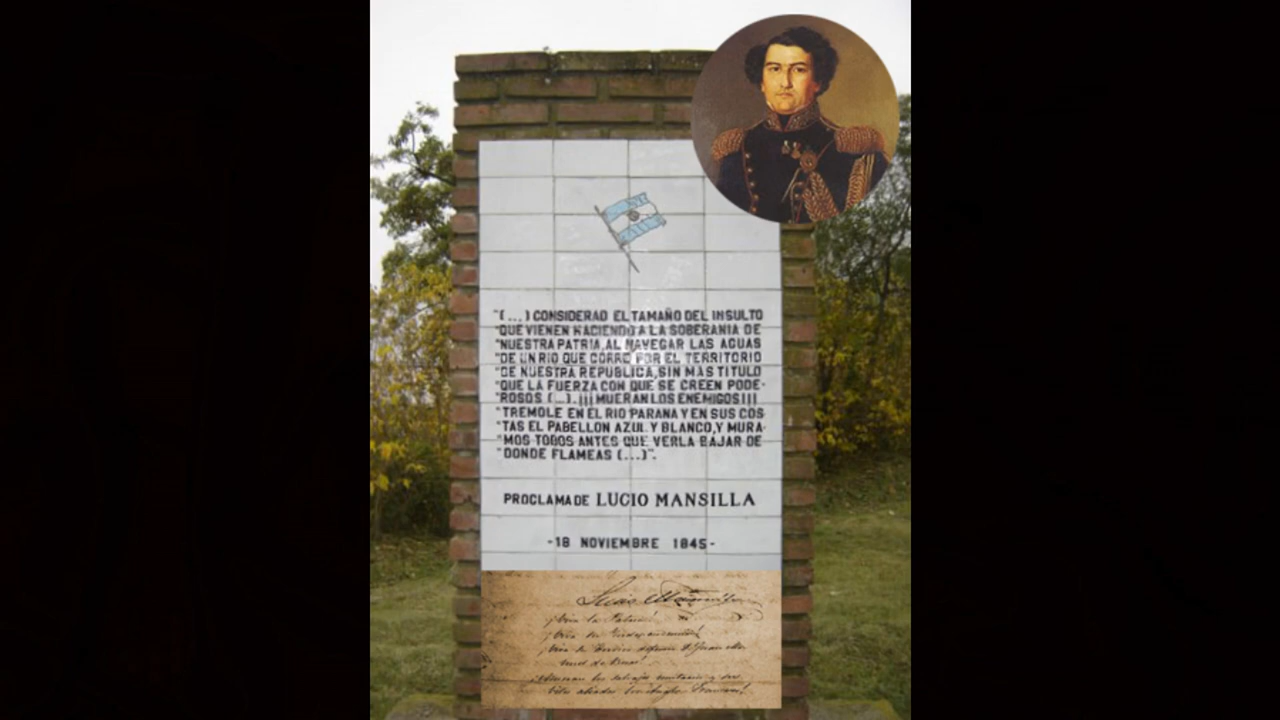 "(...) CONSIDERAD EL TAMAÑO DEL INSULTO
"QUE VIENEN HACIENDO A LA SOBERANIA DE
"NUESTRA PATRIA, AL NAVEGAR LAS AGUAS
"DE UN RIO QUE CORRE POR EL TERRITORIO
"DE NUESTRA REPUBLICA, SIN MAS TITULO
"QUE LA FUERZA CON QUE SE CREEN PODE-
"ROSOS (...). ¡¡¡MUERAN LOS ENEMIGOS!!!
"TREMOLE EN EL RIO PARANA Y EN SUS COS
"TAS EL PABELLON AZUL Y BLANCO, Y MURA-
"MOS TODOS ANTES QUE VERLA BAJAR DE
"DONDE FLAMEAS (...)".
PROCLAMA DE LUCIO MANSILLA
-18 NOVIEMBRE 1845-
Lucio Mansilla
¡Viva la Patria!
¡Viva
¡Viva